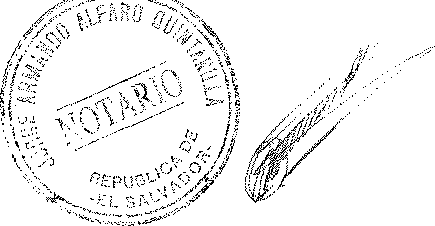 JORGE ARMANDO ALFARO QUINTANILLA
NOTARIO
REPUBLICA DE
EL SALVADOR